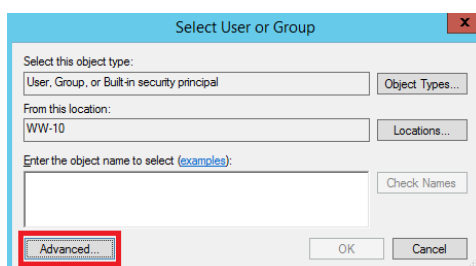 Select User or Group
x
Select this object type:
User, Group, or Built-in security principal
Object Types...
From this location:
WW-10
Locations...
Enter the object name to select (examples):
Check Names
Advanced...
OK
Cancel